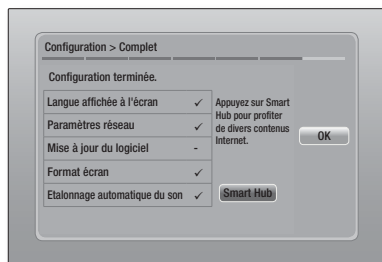 Configuration > Complet
Configuration terminée.
Langue affichée à l'écran ✓
Paramètres réseau ✓
Mise à jour du logiciel -
Format écran ✓
Etalonnage automatique du son ✓
Appuyez sur Smart
Hub pour profiter
de divers contenus
Internet.
Smart Hub
OK